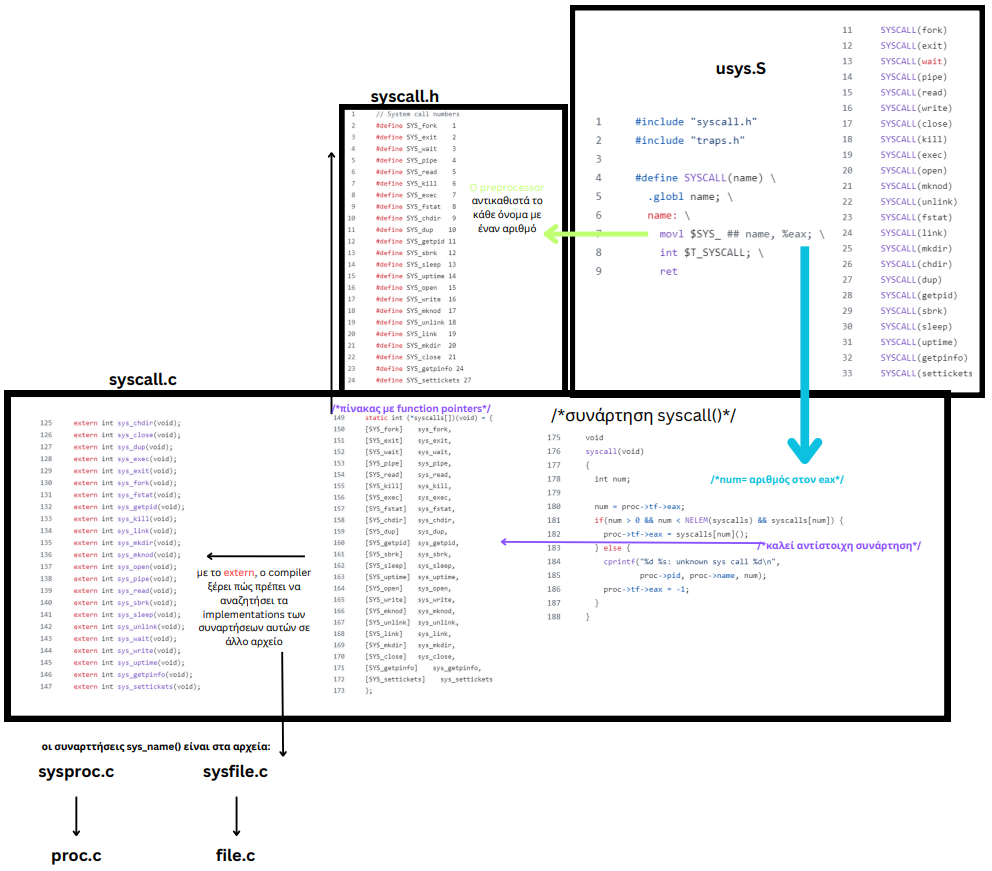 usys.S
1 #include "syscall.h"
2 #include "traps.h"
3
4 #define SYSCALL(name) \
5 .globl name; \
6 name: \
7 movl $SYS_ ## name, %eax; \
8 int $T_SYSCALL; \
9 ret
11 SYSCALL(fork)
12 SYSCALL(exit)
13 SYSCALL(wait)
14 SYSCALL(pipe)
15 SYSCALL(read)
16 SYSCALL(write)
17 SYSCALL(close)
18 SYSCALL(kill)
19 SYSCALL(exec)
20 SYSCALL(open)
21 SYSCALL(mknod)
22 SYSCALL(unlink)
23 SYSCALL(fstat)
24 SYSCALL(link)
25 SYSCALL(mkdir)
26 SYSCALL(chdir)
27 SYSCALL(dup)
28 SYSCALL(getpid)
29 SYSCALL(sbrk)
30 SYSCALL(sleep)
31 SYSCALL(uptime)
32 SYSCALL(getpinfo)
33 SYSCALL(settickets
syscall.h
1 // System call numbers
2 #define SYS_fork 1
3 #define SYS_exit 2
4 #define SYS_wait 3
5 #define SYS_pipe 4
6 #define SYS_read 5
7 #define SYS_kill 6
8 #define SYS_exec 7
9 #define SYS_fstat 8
10 #define SYS_chdir 9
11 #define SYS_dup 10
12 #define SYS_getpid 11
13 #define SYS_sbrk 12
14 #define SYS_sleep 13
15 #define SYS_uptime 14
16 #define SYS_open 15
17 #define SYS_write 16
18 #define SYS_mknod 17
19 #define SYS_unlink 18
20 #define SYS_link 19
21 #define SYS_mkdir 20
22 #define SYS_close 21
23 #define SYS_getpinfo 24
24 #define SYS_settickets 27
Ο preprocessor
αντικαθιστά το
κάθε όνομα με
έναν αριθμό
syscall.c
125 extern int sys_chdir(void);
126 extern int sys_close(void);
127 extern int sys_dup(void);
128 extern int sys_exec(void);
129 extern int sys_exit(void);
130 extern int sys_fork(void);
131 extern int sys_fstat(void);
132 extern int sys_getpid(void);
133 extern int sys_kill(void);
134 extern int sys_link(void);
135 extern int sys_mkdir(void);
136 extern int sys_mknod(void);
137 extern int sys_open(void);
138 extern int sys_pipe(void);
139 extern int sys_read(void);
140 extern int sys_sbrk(void);
141 extern int sys_sleep(void);
142 extern int sys_unlink(void);
143 extern int sys_wait(void);
144 extern int sys_write(void);
145 extern int sys_uptime(void);
146 extern int sys_getpinfo(void);
147 extern int sys_settickets(void);
με το extern, ο compiler
ξέρει πώς πρέπει να
αναζητήσει τα
implementations των
συναρτήσεων αυτών σε
άλλο αρχείο
/*πίνακας με function pointers*/
149 static int (*syscalls[])(void) = {
150 [SYS_fork] sys_fork,
151 [SYS_exit] sys_exit,
152 [SYS_wait] sys_wait,
153 [SYS_pipe] sys_pipe,
154 [SYS_read] sys_read,
155 [SYS_kill] sys_kill,
156 [SYS_exec] sys_exec,
157 [SYS_fstat] sys_fstat,
158 [SYS_chdir] sys_chdir,
159 [SYS_dup] sys_dup,
160 [SYS_getpid] sys_getpid,
161 [SYS_sbrk] sys_sbrk,
162 [SYS_sleep] sys_sleep,
163 [SYS_uptime] sys_uptime,
164 [SYS_open] sys_open,
165 [SYS_write] sys_write,
166 [SYS_mknod] sys_mknod,
167 [SYS_unlink] sys_unlink,
168 [SYS_link] sys_link,
169 [SYS_mkdir] sys_mkdir,
170 [SYS_close] sys_close,
171 [SYS_getpinfo] sys_getpinfo,
172 [SYS_settickets] sys_settickets
173 };
/*συνάρτηση syscall()*/
175 void
176 syscall(void)
177 {
178 int num;
179
180 num = proc->tf->eax;
181 if(num > 0 && num < NELEM(syscalls) && syscalls[num]) {
182 proc->tf->eax = syscalls[num]();
183 } else {
184 cprintf("%d %s: unknown sys call %d\n",
185 proc->pid, proc->name, num);
186 proc->tf->eax = -1;
187 }
188 }
/*num= αριθμός στον eax*/
/*καλεί αντίστοιχη συνάρτηση*/
οι συναρττήσεις sys_name() είναι στα αρχεία:
sysproc.c sysfile.c
proc.c file.c